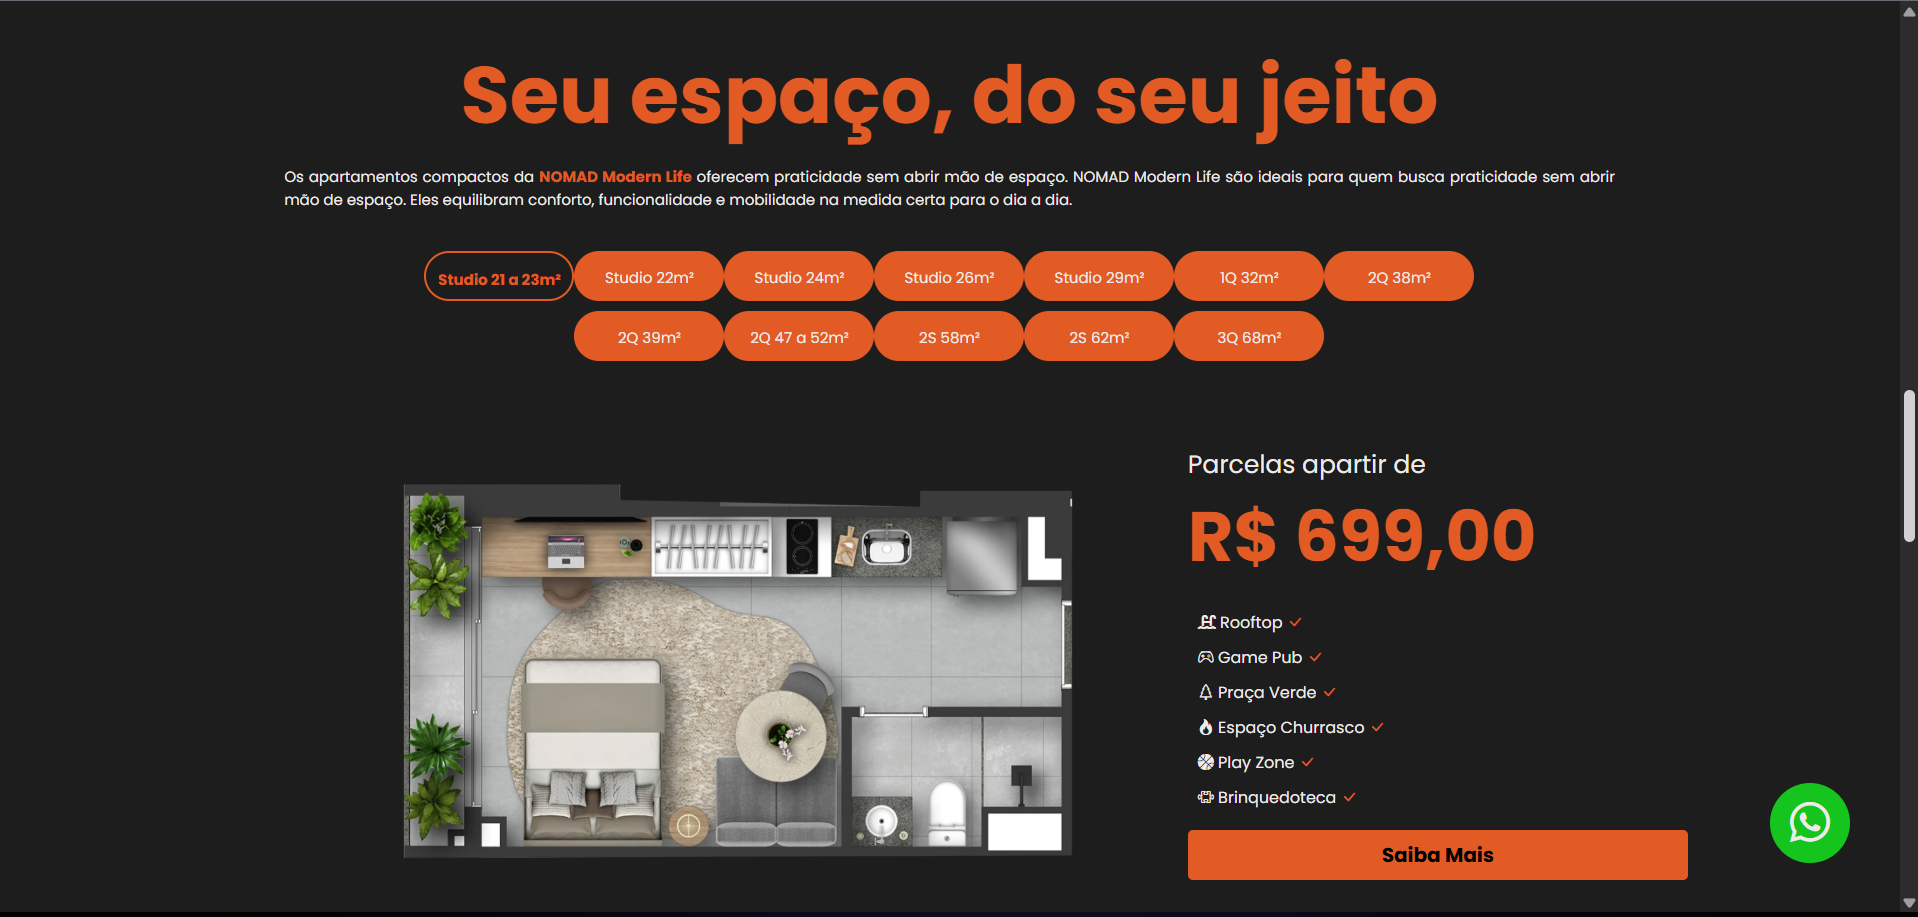 Seu espaço, do seu jeito
Os apartamentos compactos da NOMAD Modern Life oferecem praticidade sem abrir mão de espaço. NOMAD Modern Life são ideais para quem busca praticidade sem abrir
mão de espaço. Eles equilibram conforto, funcionalidade e mobilidade na medida certa para o dia a dia.
Studio 21 a 23m² Studio 22m² Studio 24m² Studio 26m² Studio 29m² 1Q 32m² 2Q 38m²
2Q 39m² 2Q 47 a 52m² 2S 58m² 2S 62m² 3Q 68m²
Parcelas apartir de
R$ 699,00
Rooftop
Game Pub
Praça Verde
Espaço Churrasco
Play Zone
Brinquedoteca
Saiba Mais